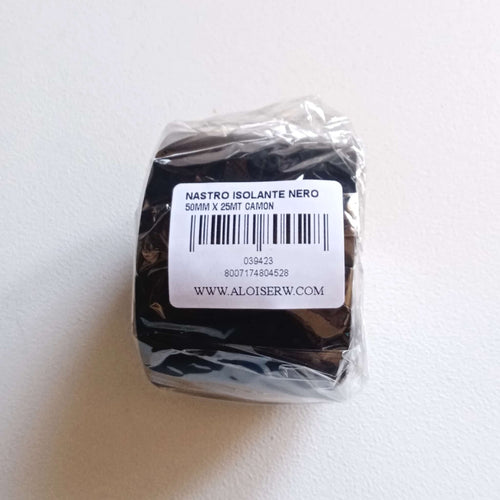 NASTRO ISOLANTE NERO
50MM X 25MT CAMON
039423
8007174804528
WWW.ALOISERW.COM